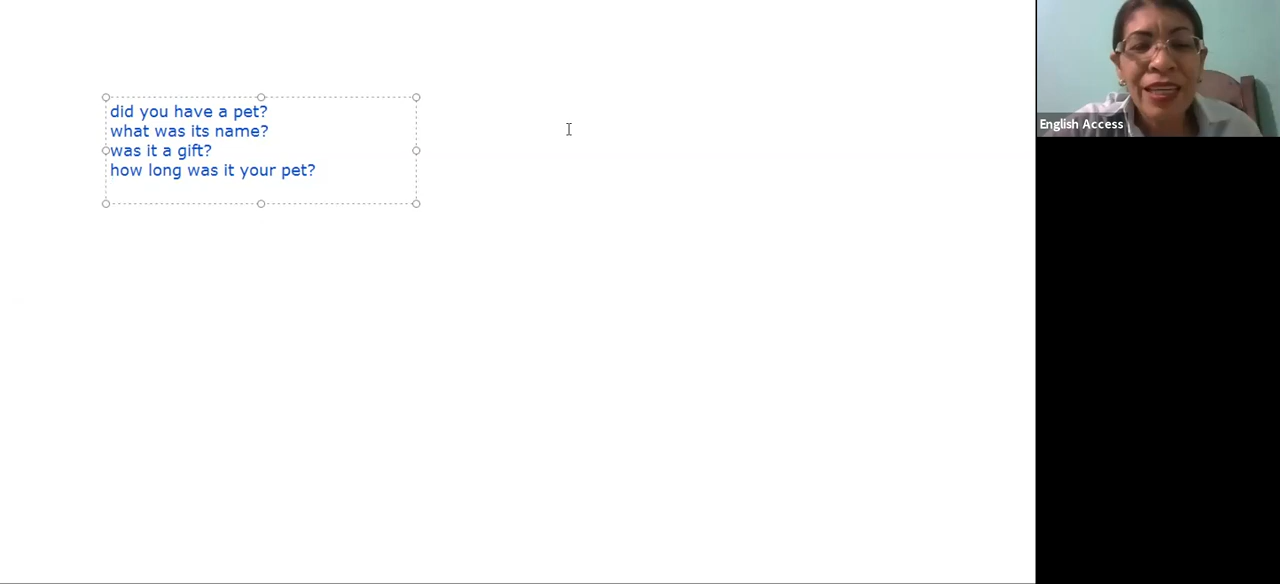 did you have a pet?
what was its name?
was it a gift?
how long was it your pet?
English Access